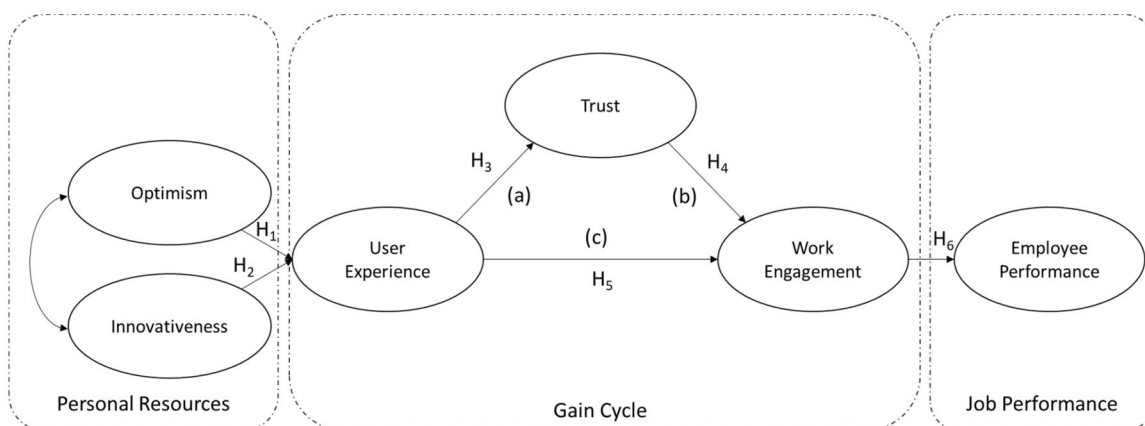 Trust
H₃
H₄
Optimism
(a)
(b)
H₁
User
Experience
(c)
Work
Engagement
H₆
Employee
Performance
H₂
H₅
Innovativeness
Personal Resources
Gain Cycle
Job Performance